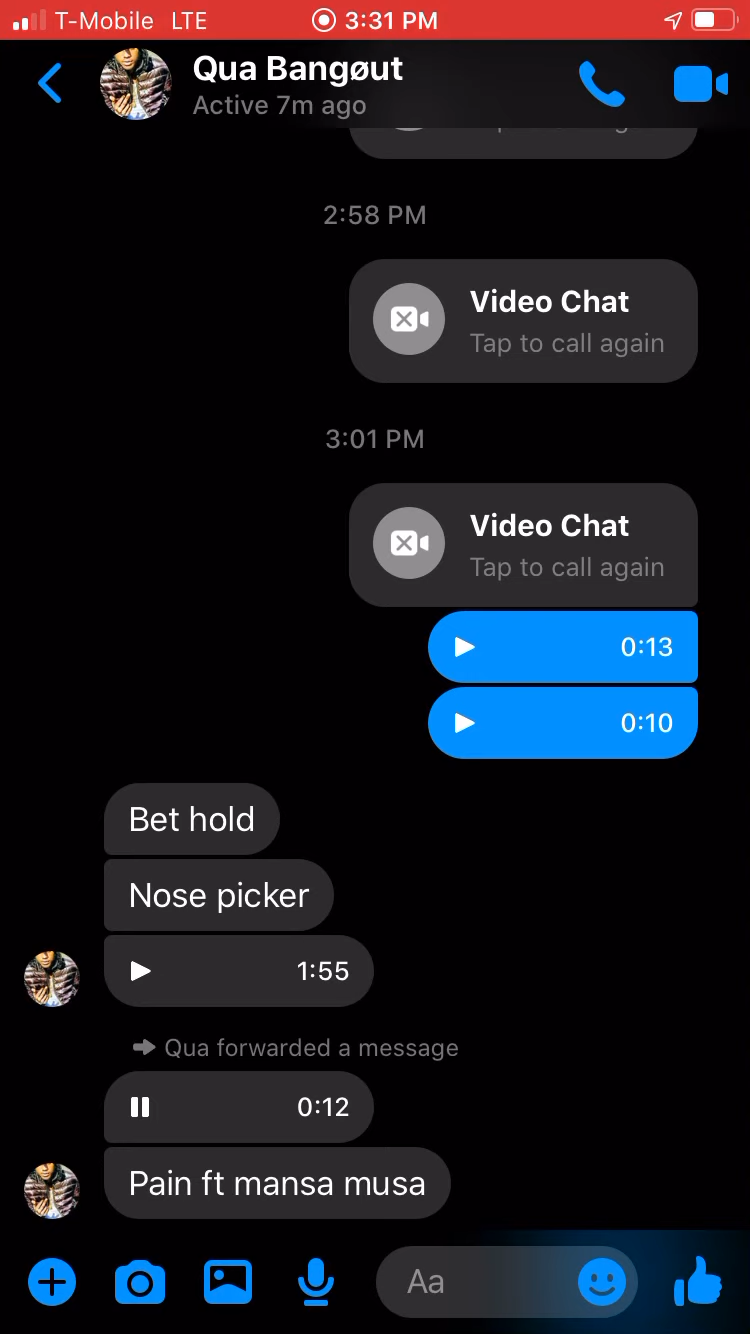 T-Mobile LTE 3:31 PM
Qua Bangøut
Active 7m ago
2:58 PM
Video Chat
Tap to call again
3:01 PM
Video Chat
Tap to call again
0:13
0:10
Bet hold
Nose picker
1:55
Qua forwarded a message
0:12
Pain ft mansa musa
Aa